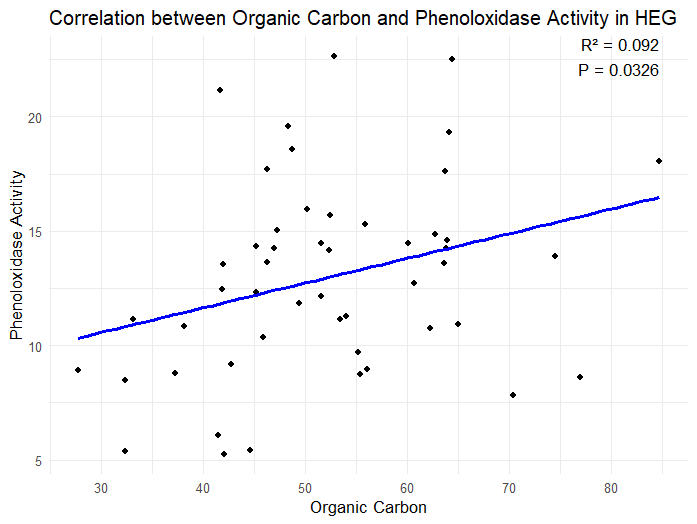 Correlation between Organic Carbon and Phenoloxidase Activity in HEG
R² = 0.092
P = 0.0326
20
15
10
5
Phenoloxidase Activity
30 40 50 60 70 80
Organic Carbon